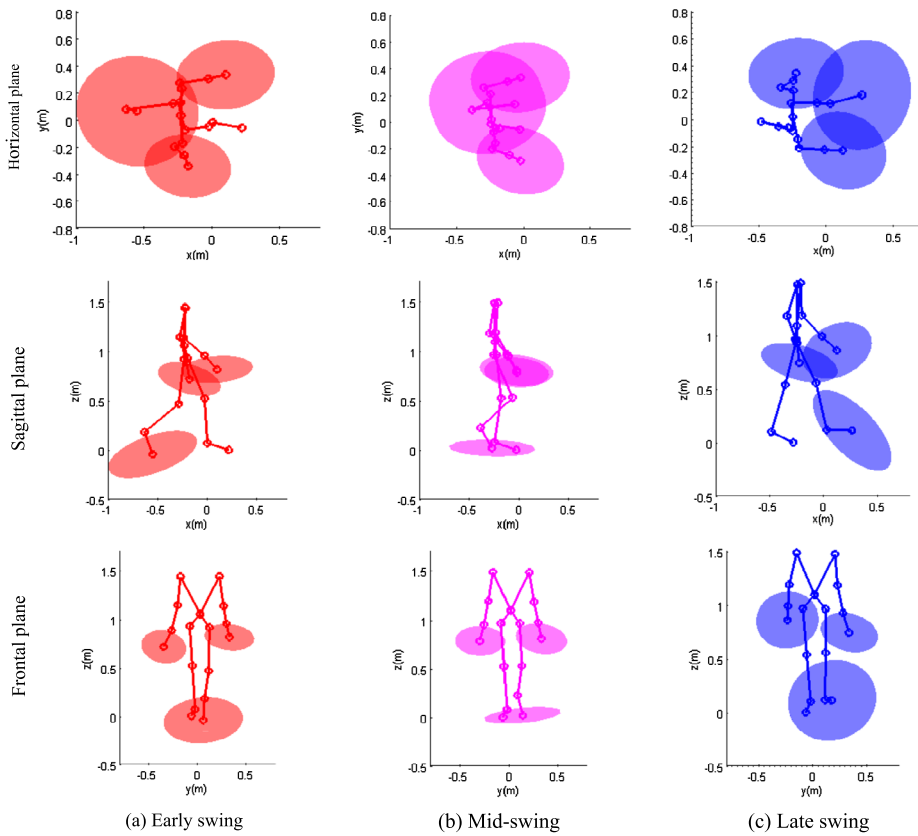 Horizontal plane
0.8
0.6
0.4
0.2
0
-0.2
-0.4
-0.6
-0.8
y(m)
-1 -0.5 0 0.5
x(m)
0.8
0.6
0.4
0.2
0
-0.2
-0.4
-0.6
-0.8
y(m)
-1 -0.5 0 0.5
x(m)
0.8
0.6
0.4
0.2
0
-0.2
-0.4
-0.6
-0.8
y(m)
-1 -0.5 0 0.5
x(m)
Sagittal plane
1.5
1
0.5
0
-0.5
z(m)
-0.5 0 0.5
x(m)
1.5
1
0.5
0
-0.5
z(m)
-0.5 0 0.5
x(m)
1.5
1
0.5
0
-0.5
z(m)
-1 -0.5 0 0.5
x(m)
Frontal plane
1.5
1
0.5
0
-0.5
z(m)
-0.5 0 0.5
y(m)
1.5
1
0.5
0
-0.5
z(m)
-0.5 0 0.5
y(m)
1.5
1
0.5
0
-0.5
z(m)
-0.5 0 0.5
y(m)
(a) Early swing
(b) Mid-swing
(c) Late swing